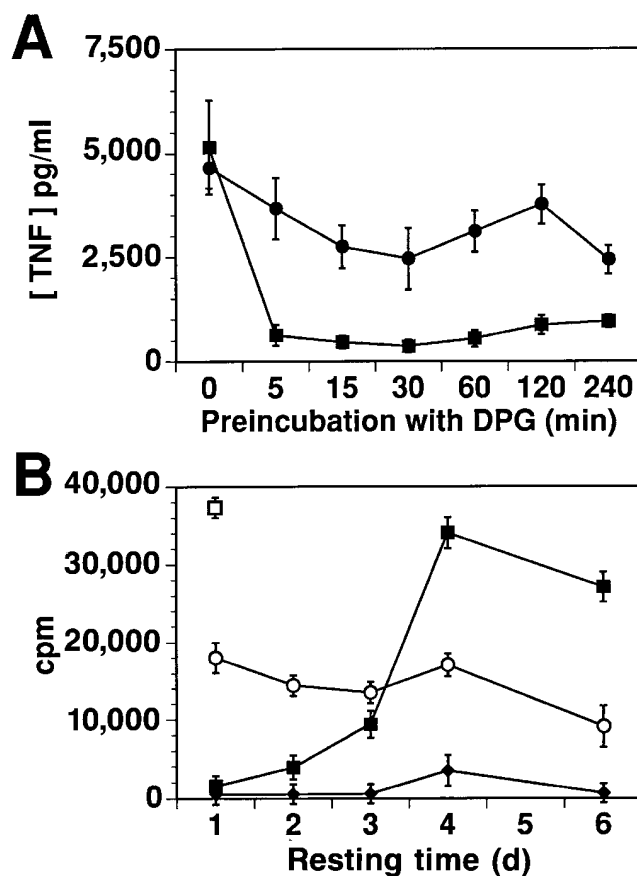 A
7,500
5,000
2,500
0
[ TNF ] pg/ml
0 5 15 30 60 120 240
Preincubation with DPG (min)
B
40,000
30,000
20,000
10,000
0
cpm
1 2 3 4 5 6
Resting time (d)